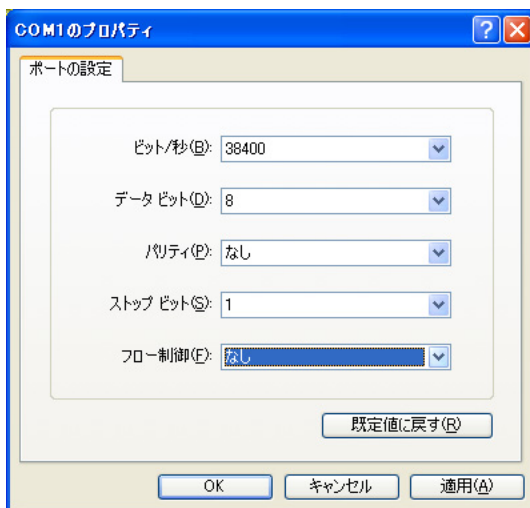 COM1のプロパティ
ポートの設定
ビット/秒(B): 38400
データ ビット(D): 8
パリティ(P): なし
ストップ ビット(S): 1
フロー制御(F): なし
既定値に戻す(R)
OK キャンセル 適用(A)